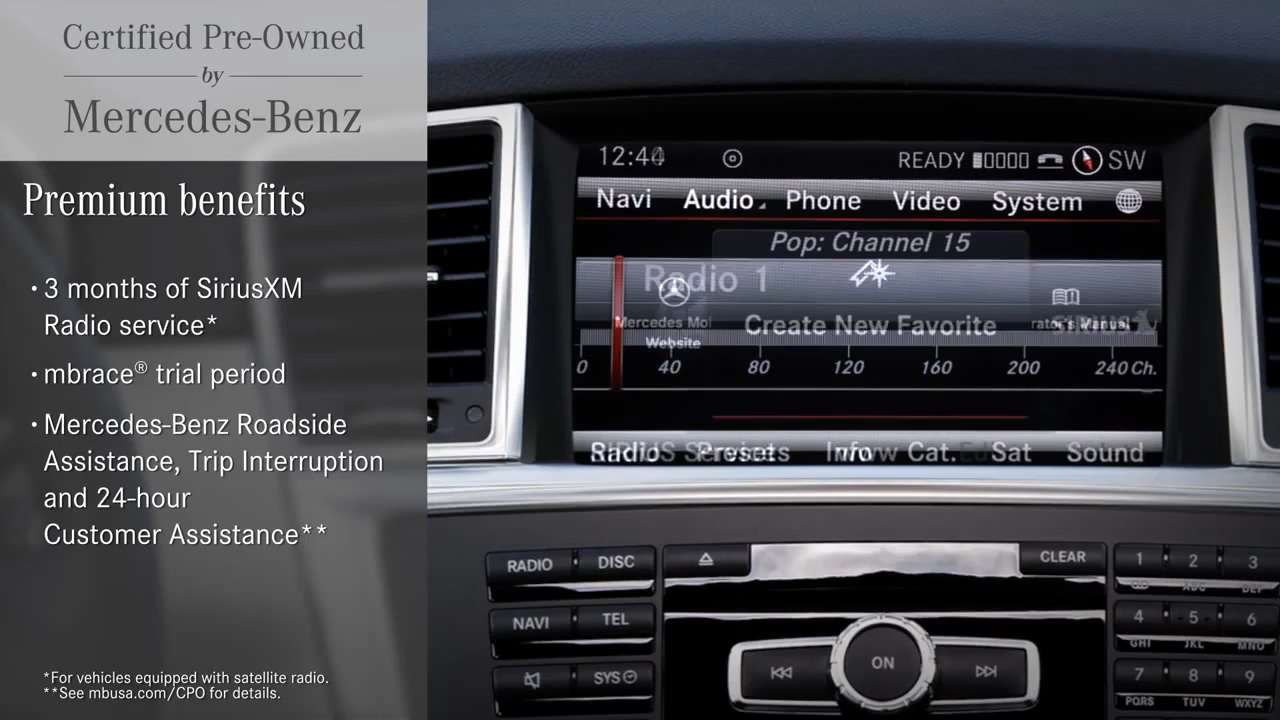 Certified Pre-Owned
by
Mercedes-Benz
Premium benefits
• 3 months of SiriusXM
Radio service*
• mbrace® trial period
• Mercedes-Benz Roadside
Assistance, Trip Interruption
and 24-hour
Customer Assistance**
*For vehicles equipped with satellite radio.
**See mbusa.com/CPO for details.
12:4
READY SW
Navi Audio Phone Video System
Pop: Channel 15
Radio 1
Mercedes
Create New Favorite
Manual
Website
0 40 80 120 160 200 240 Ch.
Radio Presets Info Cat. Sat Sound
RADIO DISC CLEAR 1 2 3
ABC DEF
NAVI TEL 4 5 6
GHI JKL MNO
ON
SYS 7 8 9
PQRS TUV WXYZ